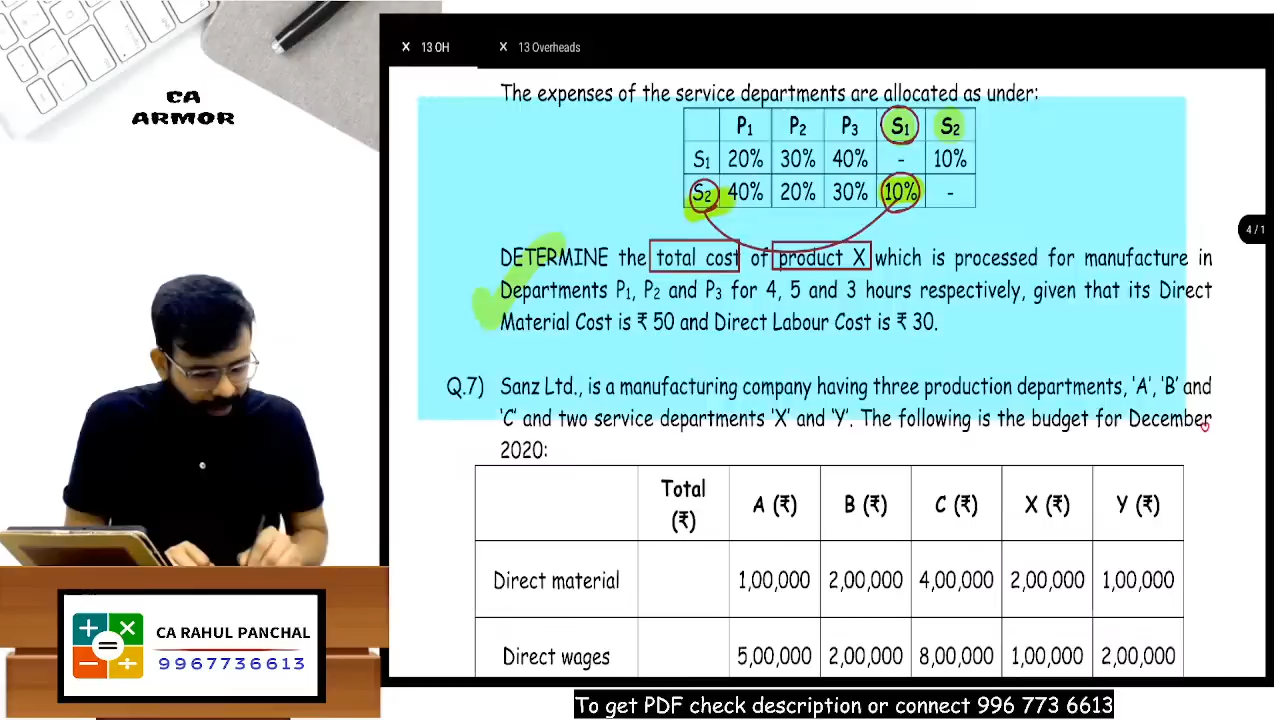 CA
ARMOR
× 13 OH × 13 Overheads
The expenses of the service departments are allocated as under:
P₁ P₂ P₃ S₁ S₂
S₁ 20% 30% 40% - 10%
S₂ 40% 20% 30% 10% -
4 / 1
DETERMINE the total cost of product X which is processed for manufacture in
Departments P₁, P₂ and P₃ for 4, 5 and 3 hours respectively, given that its Direct
Material Cost is ₹ 50 and Direct Labour Cost is ₹ 30.
Q.7) Sanz Ltd., is a manufacturing company having three production departments, 'A', 'B' and
'C' and two service departments 'X' and 'Y'. The following is the budget for December
2020:
Total
(₹)
A (₹) B (₹) C (₹) X (₹) Y (₹)
Direct material 1,00,000 2,00,000 4,00,000 2,00,000 1,00,000
Direct wages 5,00,000 2,00,000 8,00,000 1,00,000 2,00,000
CA RAHUL PANCHAL
9967736613
To get PDF check description or connect 996 773 6613